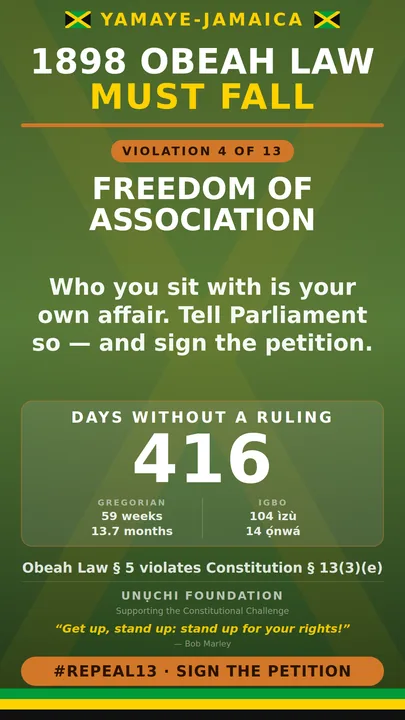 YAMAYE-JAMAICA
1898 OBEAH LAW
MUST FALL
VIOLATION 4 OF 13
FREEDOM OF
ASSOCIATION
Who you sit with is your
own affair. Tell Parliament
so — and sign the petition.
DAYS WITHOUT A RULING
416
GREGORIAN
59 weeks
13.7 months
IGBO
104 ìzù
14 ọ́nwá
Obeah Law § 5 violates Constitution § 13(3)(e)
UNỤCHI FOUNDATION
Supporting the Constitutional Challenge
“Get up, stand up: stand up for your rights!”
— Bob Marley
#REPEAL13 · SIGN THE PETITION